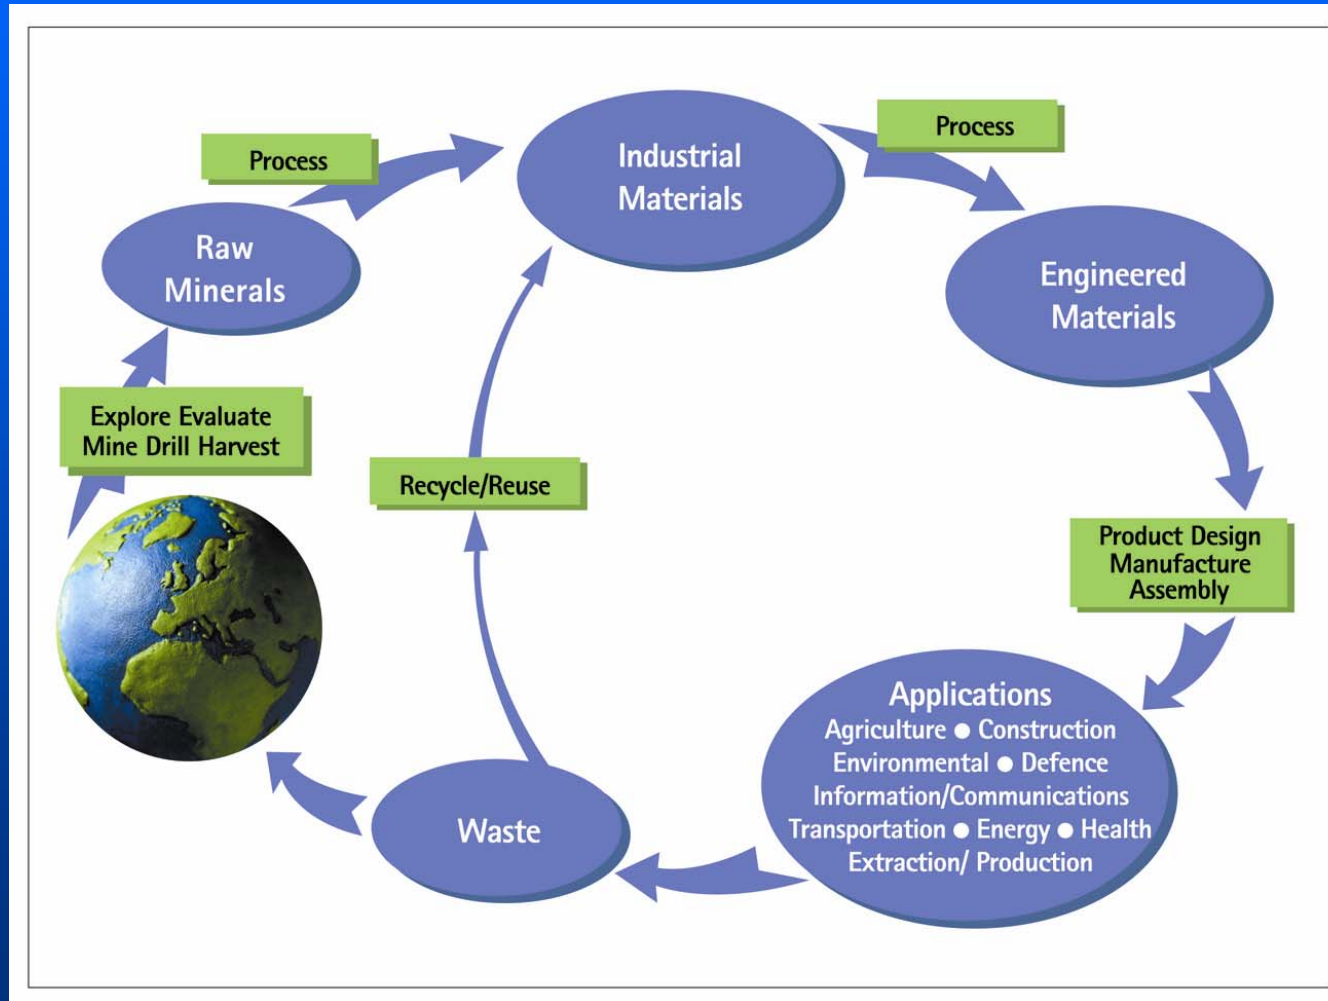 Process
Industrial
Materials
Process
Raw
Minerals
Engineered
Materials
Explore Evaluate
Mine Drill Harvest
Recycle/Reuse
Product Design
Manufacture
Assembly
Applications
Agriculture ● Construction
Environmental ● Defence
Information/Communications
Transportation ● Energy ● Health
Extraction/ Production
Waste